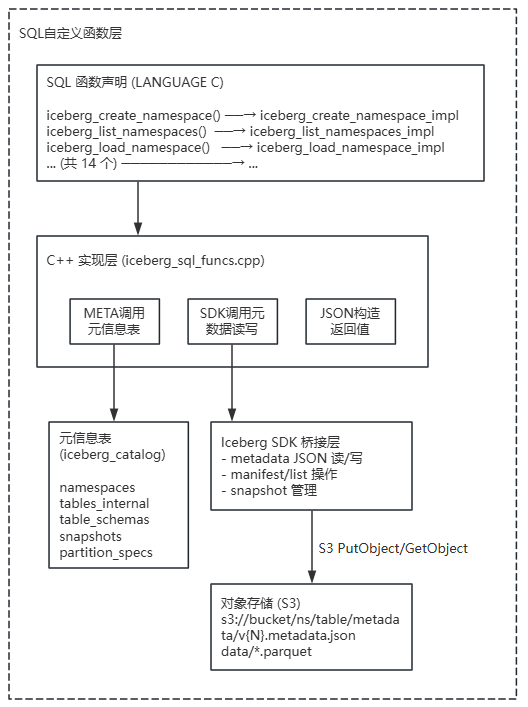 SQL自定义函数层
SQL 函数声明 (LANGUAGE C)
iceberg_create_namespace() ──→ iceberg_create_namespace_impl
iceberg_list_namespaces() ──→ iceberg_list_namespaces_impl
iceberg_load_namespace() ──→ iceberg_load_namespace_impl
... (共 14 个) ───────────→ ...
C++ 实现层 (iceberg_sql_funcs.cpp)
META调用
元信息表
SDK调用元
数据读写
JSON构造
返回值
元信息表
(iceberg_catalog)
namespaces
tables_internal
table_schemas
snapshots
partition_specs
Iceberg SDK 桥接层
- metadata JSON 读/写
- manifest/list 操作
- snapshot 管理
S3 PutObject/GetObject
对象存储 (S3)
s3://bucket/ns/table/metada
ta/v{N}.metadata.json
data/*.parquet